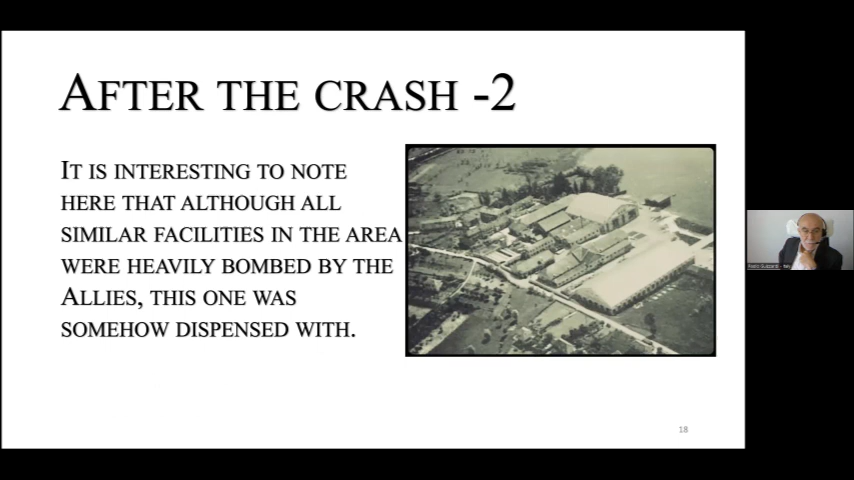 AFTER THE CRASH -2
IT IS INTERESTING TO NOTE
HERE THAT ALTHOUGH ALL
SIMILAR FACILITIES IN THE AREA
WERE HEAVILY BOMBED BY THE
ALLIES, THIS ONE WAS
SOMEHOW DISPENSED WITH.
18